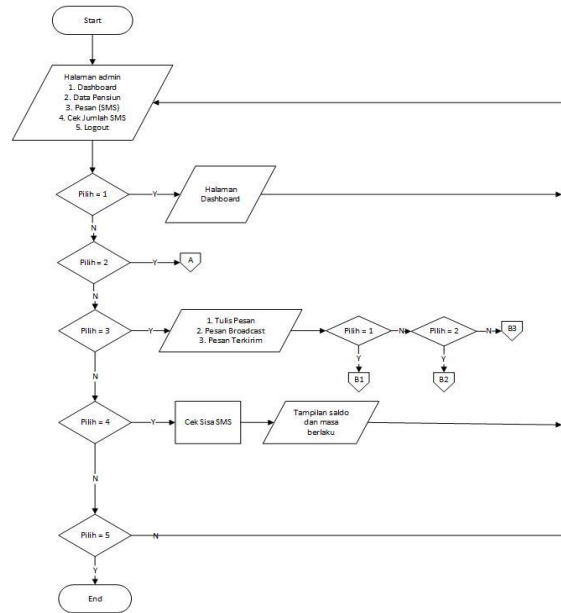 Start
Halaman admin
1. Dashboard
2. Data Pensiun
3. Pesan (SMS)
4. Cek Jumlah SMS
5. Logout
Pilih = 1
Y
Halaman
Dashboard
N
Pilih = 2
Y
A
N
Pilih = 3
Y
1. Tulis Pesan
2. Pesan Broadcast
3. Pesan Terkirim
Pilih = 1
N
Pilih = 2
N
B3
Y
Y
B1
B2
N
Pilih = 4
Y
Cek Sisa SMS
Tampilan saldo
dan masa
berlaku
N
Pilih = 5
N
Y
End